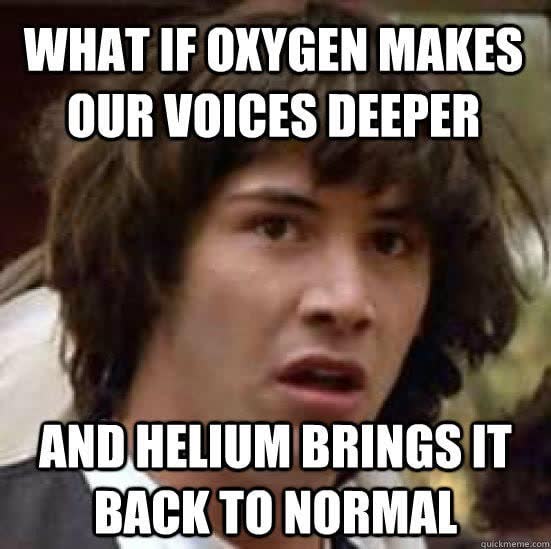 WHAT IF OXYGEN MAKES
OUR VOICES DEEPER
AND HELIUM BRINGS IT
BACK TO NORMAL
quickmeme.com